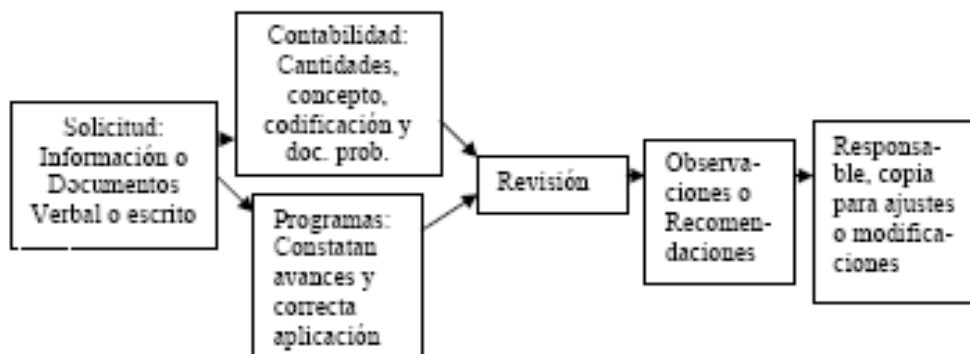 Solicitud:
Información o
Documentos
Verbal o escrito
Contabilidad:
Cantidades,
concepto,
codificación y
doc. prob.
Programas:
Constatan
avances y
correcta
aplicación
Revisión
Observa-
ciones o
Recomen-
daciones
Responsa-
ble, copia
para ajustes
o modifica-
ciones